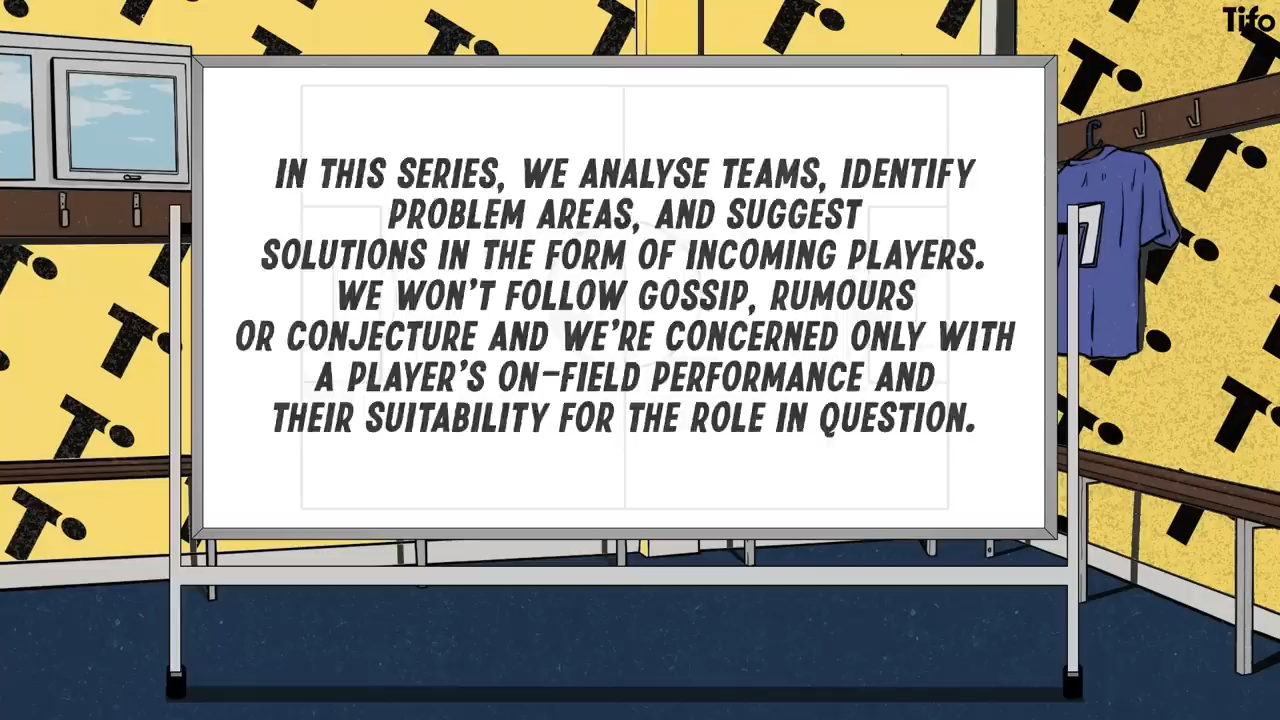 Tifo
IN THIS SERIES, WE ANALYSE TEAMS, IDENTIFY
PROBLEM AREAS, AND SUGGEST
SOLUTIONS IN THE FORM OF INCOMING PLAYERS.
WE WON'T FOLLOW GOSSIP, RUMOURS
OR CONJECTURE AND WE'RE CONCERNED ONLY WITH
A PLAYER'S ON-FIELD PERFORMANCE AND
THEIR SUITABILITY FOR THE ROLE IN QUESTION.
7